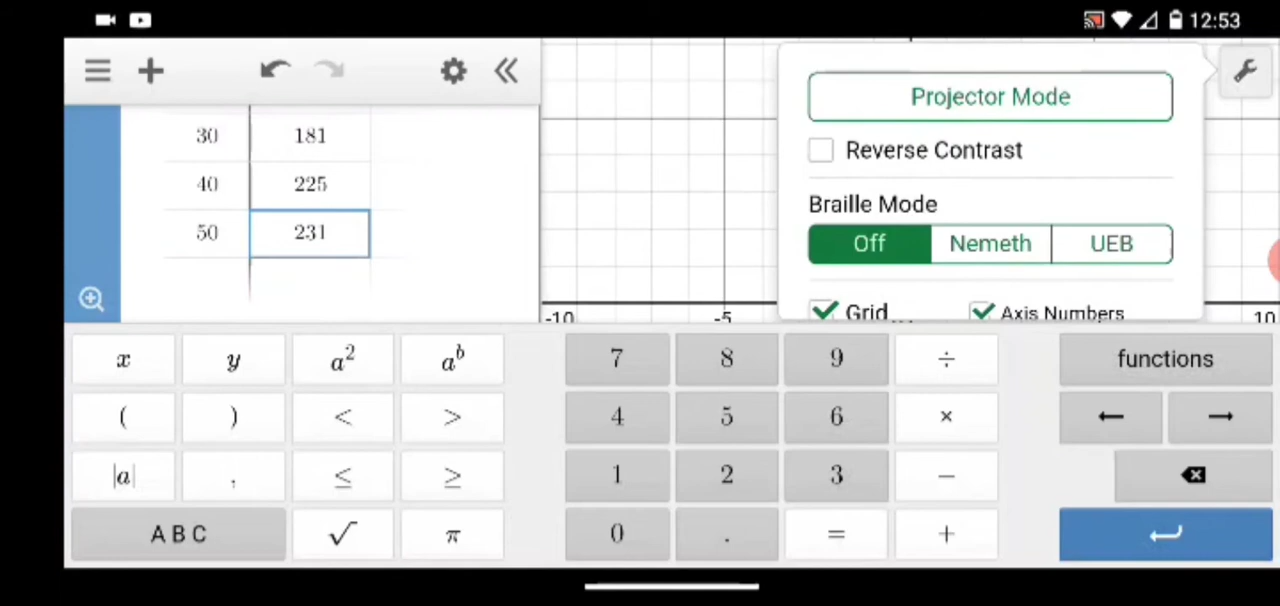 12:53
30 181
40 225
50 231
Projector Mode
Reverse Contrast
Braille Mode
Off Nemeth UEB
Grid Axis Numbers
-10 -5 10
x y a² aᵇ 7 8 9 ÷ functions
( ) < > 4 5 6 × ← →
|a| , ≤ ≥ 1 2 3 −
A B C √ π 0 . = +